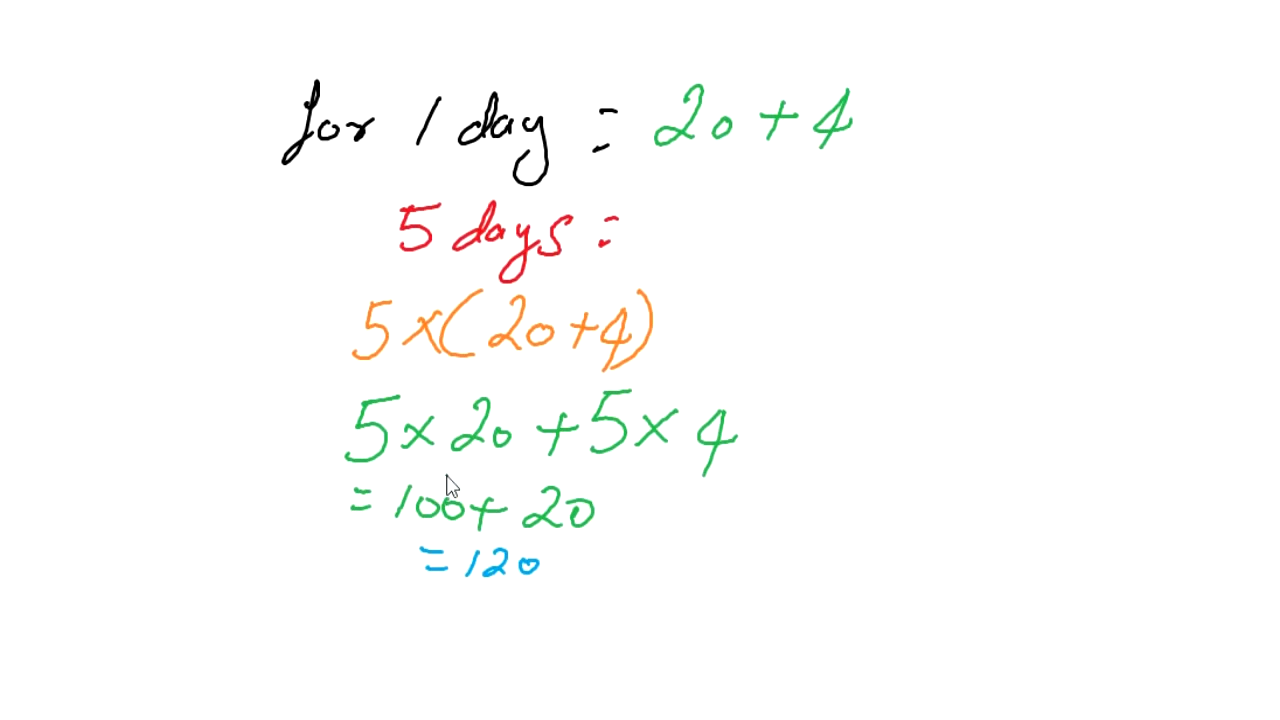 for 1 day = 20 + 4
5 days =
5 x ( 20 + 4 )
5 x 20 + 5 x 4
= 100 + 20
= 120